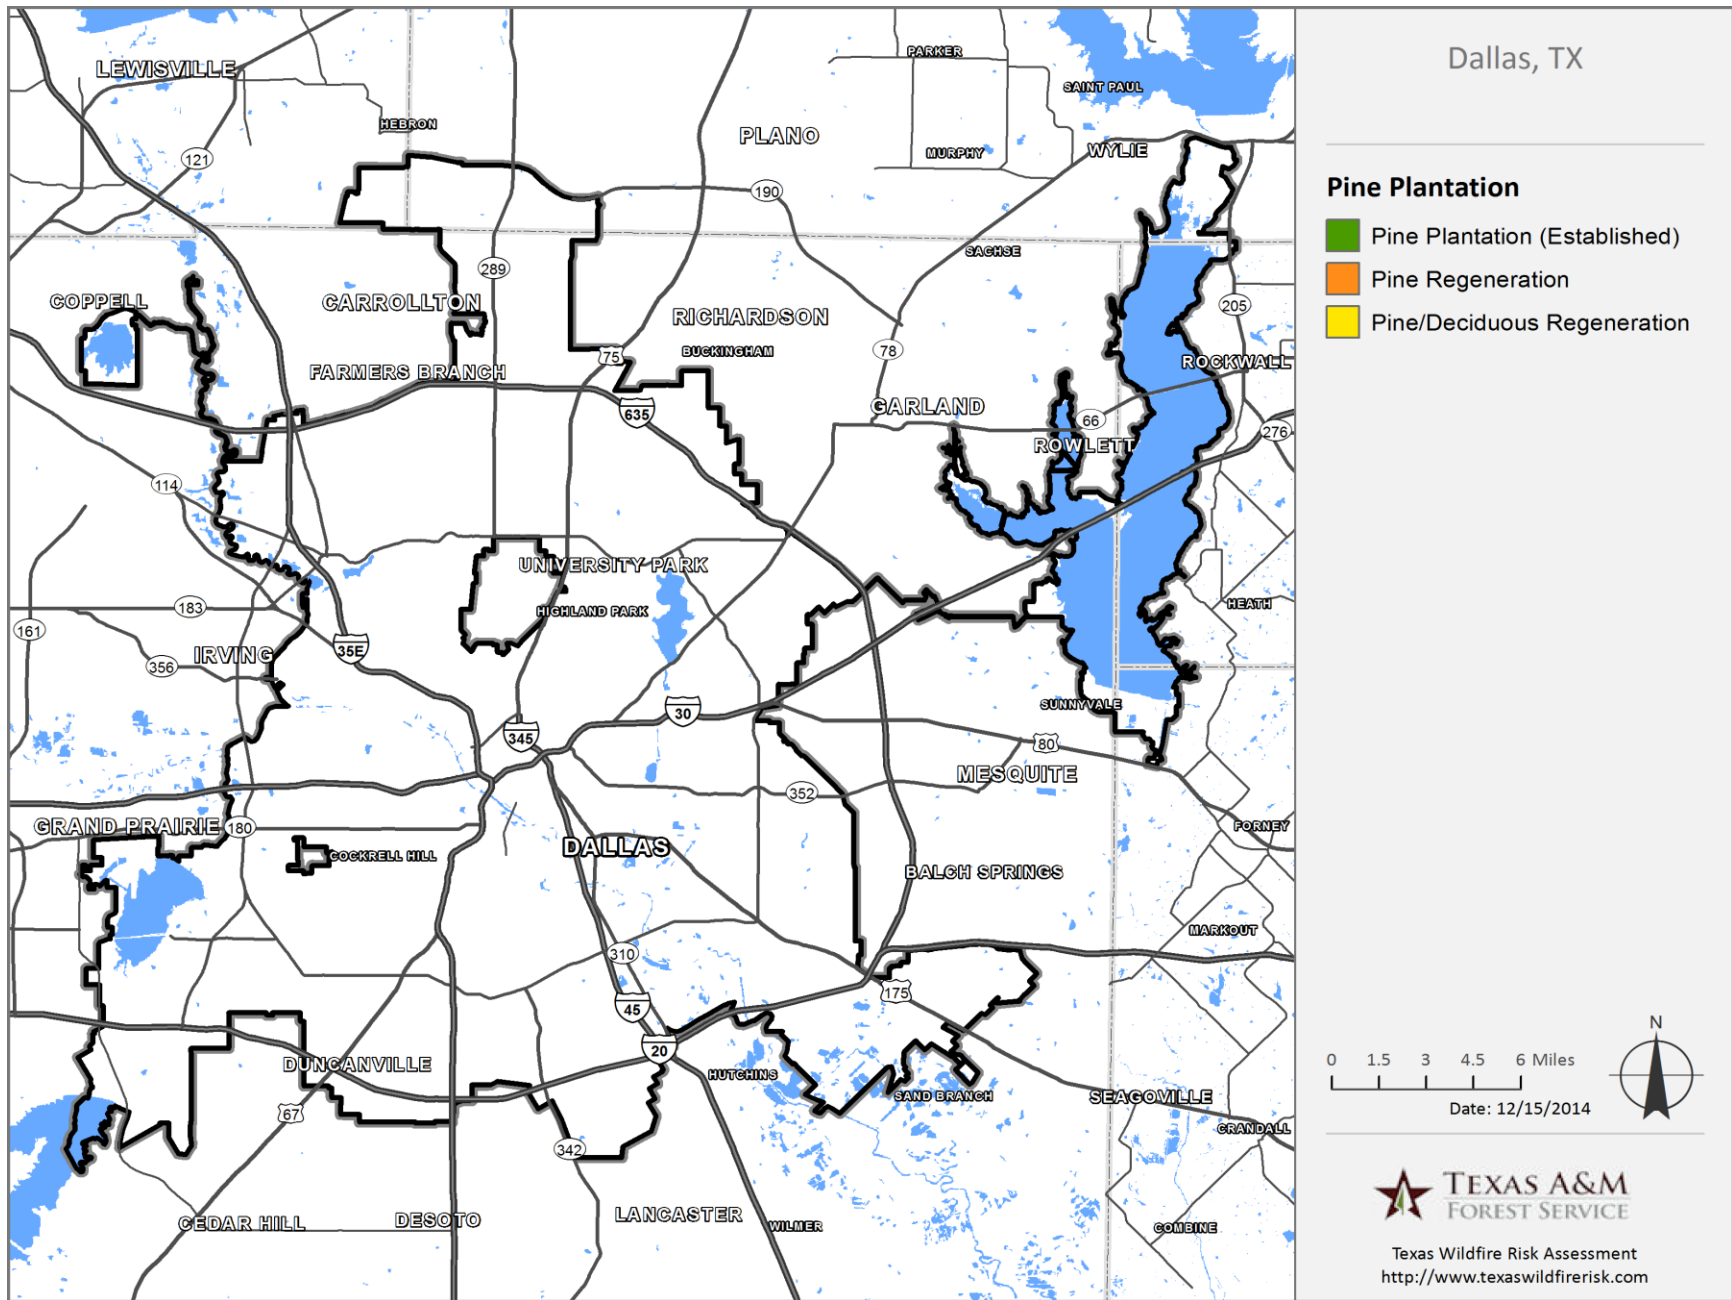 Dallas, TX
Pine Plantation
Pine Plantation (Established)
Pine Regeneration
Pine/Deciduous Regeneration
LEWISVILLE
PARKER
SAINT PAUL
HEBRON
PLANO
121
MURPHY
WYLIE
190
SACHSE
289
COPPELL
CARROLLTON
RICHARDSON
205
75
BUCKINGHAM
78
ROCKWALL
FARMERS BRANCH
635
GARLAND
66
276
ROWLETT
114
UNIVERSITY PARK
183
HIGHLAND PARK
HEATH
161
35E
IRVING
356
SUNNYVALE
30
345
80
MESQUITE
352
GRAND PRAIRIE
180
FORNEY
COCKRELL HILL
DALLAS
BALCH SPRINGS
MARKOUT
310
175
45
20
DUNCANVILLE
HUTCHINS
SAND BRANCH
SEAGOVILLE
67
CRANDALL
342
CEDAR HILL
DESOTO
LANCASTER
WILMER
COMBINE
N
0 1.5 3 4.5 6 Miles
Date: 12/15/2014
TEXAS A&M
FOREST SERVICE
Texas Wildfire Risk Assessment
http://www.texaswildfirerisk.com